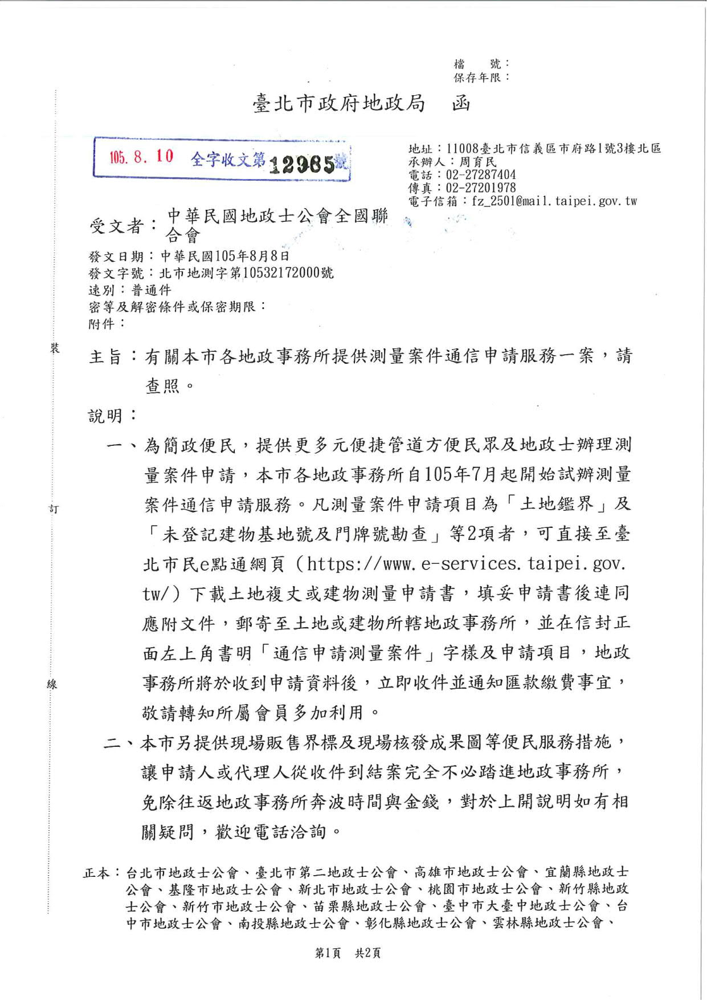 檔　　號：
保存年限：
臺北市政府地政局　函
105. 8. 10 全字收文第12985號
地址：11008臺北市信義區市府路1號3樓北區
承辦人：周育民
電話：02-27287404
傳真：02-27201978
電子信箱：fz_2501@mail.taipei.gov.tw
受文者：中華民國地政士公會全國聯
合會
發文日期：中華民國105年8月8日
發文字號：北市地測字第10532172000號
速別：普通件
密等及解密條件或保密期限：
附件：
主旨：有關本市各地政事務所提供測量案件通信申請服務一案，請
查照。
說明：
一、為簡政便民，提供更多元便捷管道方便民眾及地政士辦理測
量案件申請，本市各地政事務所自105年7月起開始試辦測量
案件通信申請服務。凡測量案件申請項目為「土地鑑界」及
「未登記建物基地號及門牌號勘查」等2項者，可直接至臺
北市民e點通網頁（https://www.e-services.taipei.gov.
tw/）下載土地複丈或建物測量申請書，填妥申請書後連同
應附文件，郵寄至土地或建物所轄地政事務所，並在信封正
面左上角書明「通信申請測量案件」字樣及申請項目，地政
事務所將於收到申請資料後，立即收件並通知匯款繳費事宜，
敬請轉知所屬會員多加利用。
二、本市另提供現場販售界標及現場核發成果圖等便民服務措施，
讓申請人或代理人從收件到結案完全不必踏進地政事務所，
免除往返地政事務所奔波時間與金錢，對於上開說明如有相
關疑問，歡迎電話洽詢。
正本：台北市地政士公會、臺北市第二地政士公會、高雄市地政士公會、宜蘭縣地政士
公會、基隆市地政士公會、新北市地政士公會、桃園市地政士公會、新竹縣地政
士公會、新竹市地政士公會、苗栗縣地政士公會、臺中市大臺中地政士公會、台
中市地政士公會、南投縣地政士公會、彰化縣地政士公會、雲林縣地政士公會、
裝
訂
線
第1頁　共2頁